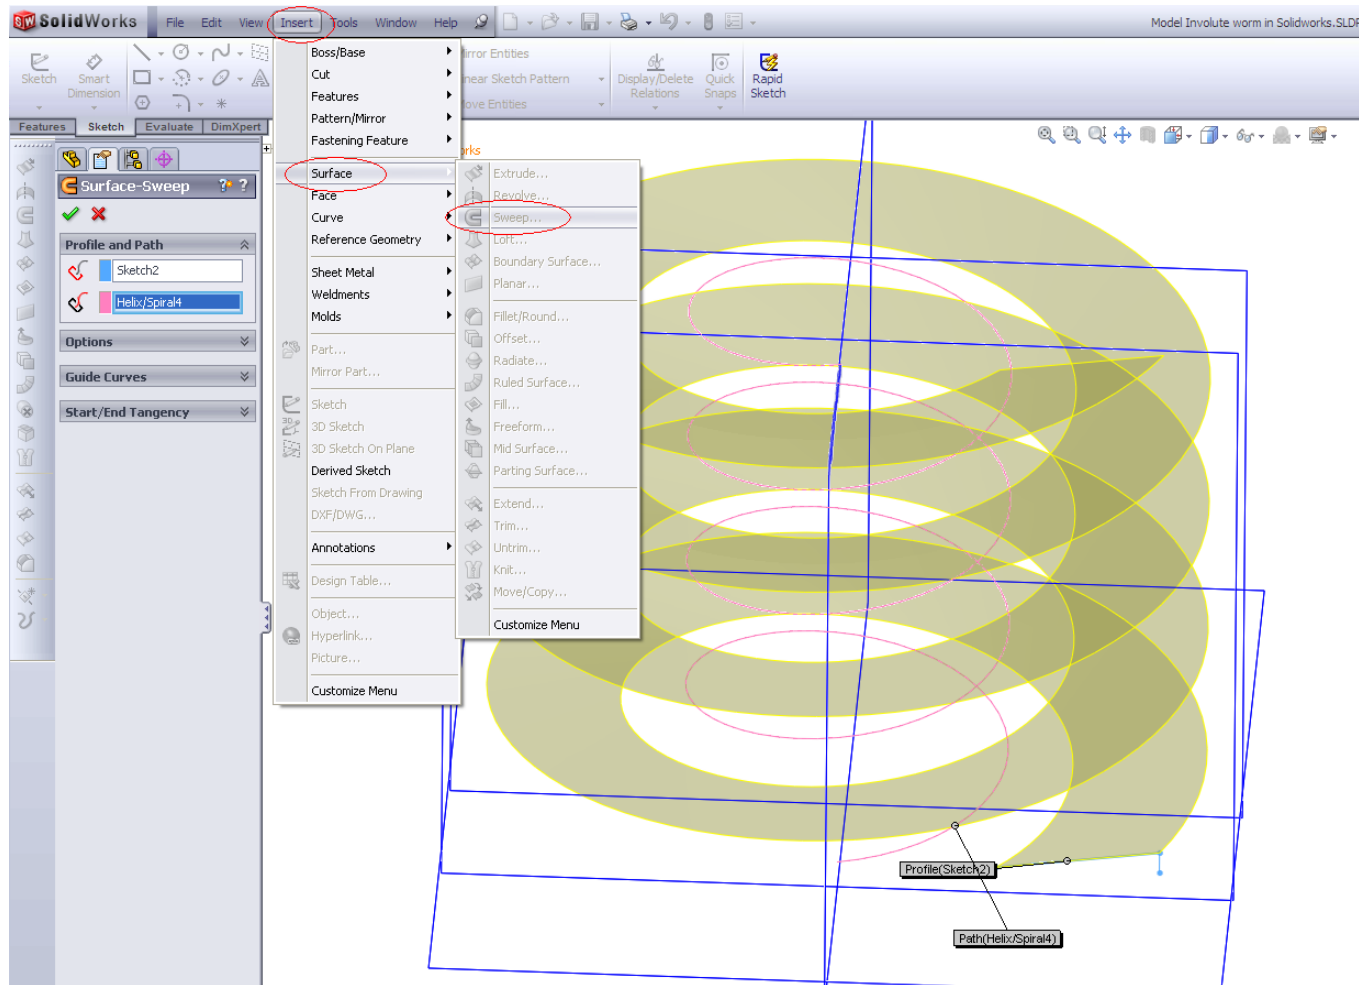 SolidWorks File Edit View Insert Tools Window Help Model Involute worm in Solidworks.SLDP
Sketch Smart Dimension
irror Entities
near Sketch Pattern
ove Entities
Display/Delete Relations
Quick Snaps
Rapid Sketch
Features Sketch Evaluate DimXpert
rks
Surface-Sweep ? ?
Profile and Path
Sketch2
Helix/Spiral4
Options
Guide Curves
Start/End Tangency
Boss/Base
Cut
Features
Pattern/Mirror
Fastening Feature
Surface
Face
Curve
Reference Geometry
Sheet Metal
Weldments
Molds
Part...
Mirror Part...
Sketch
3D Sketch
3D Sketch On Plane
Derived Sketch
Sketch From Drawing
DXF/DWG...
Annotations
Design Table...
Object...
Hyperlink...
Picture...
Customize Menu
Extrude...
Revolve...
Sweep...
Loft...
Boundary Surface...
Planar...
Fillet/Round...
Offset...
Radiate...
Ruled Surface...
Fill...
Freeform...
Mid Surface...
Parting Surface...
Extend...
Trim...
Untrim...
Knit...
Move/Copy...
Customize Menu
Profile(Sketch2)
Path(Helix/Spiral4)